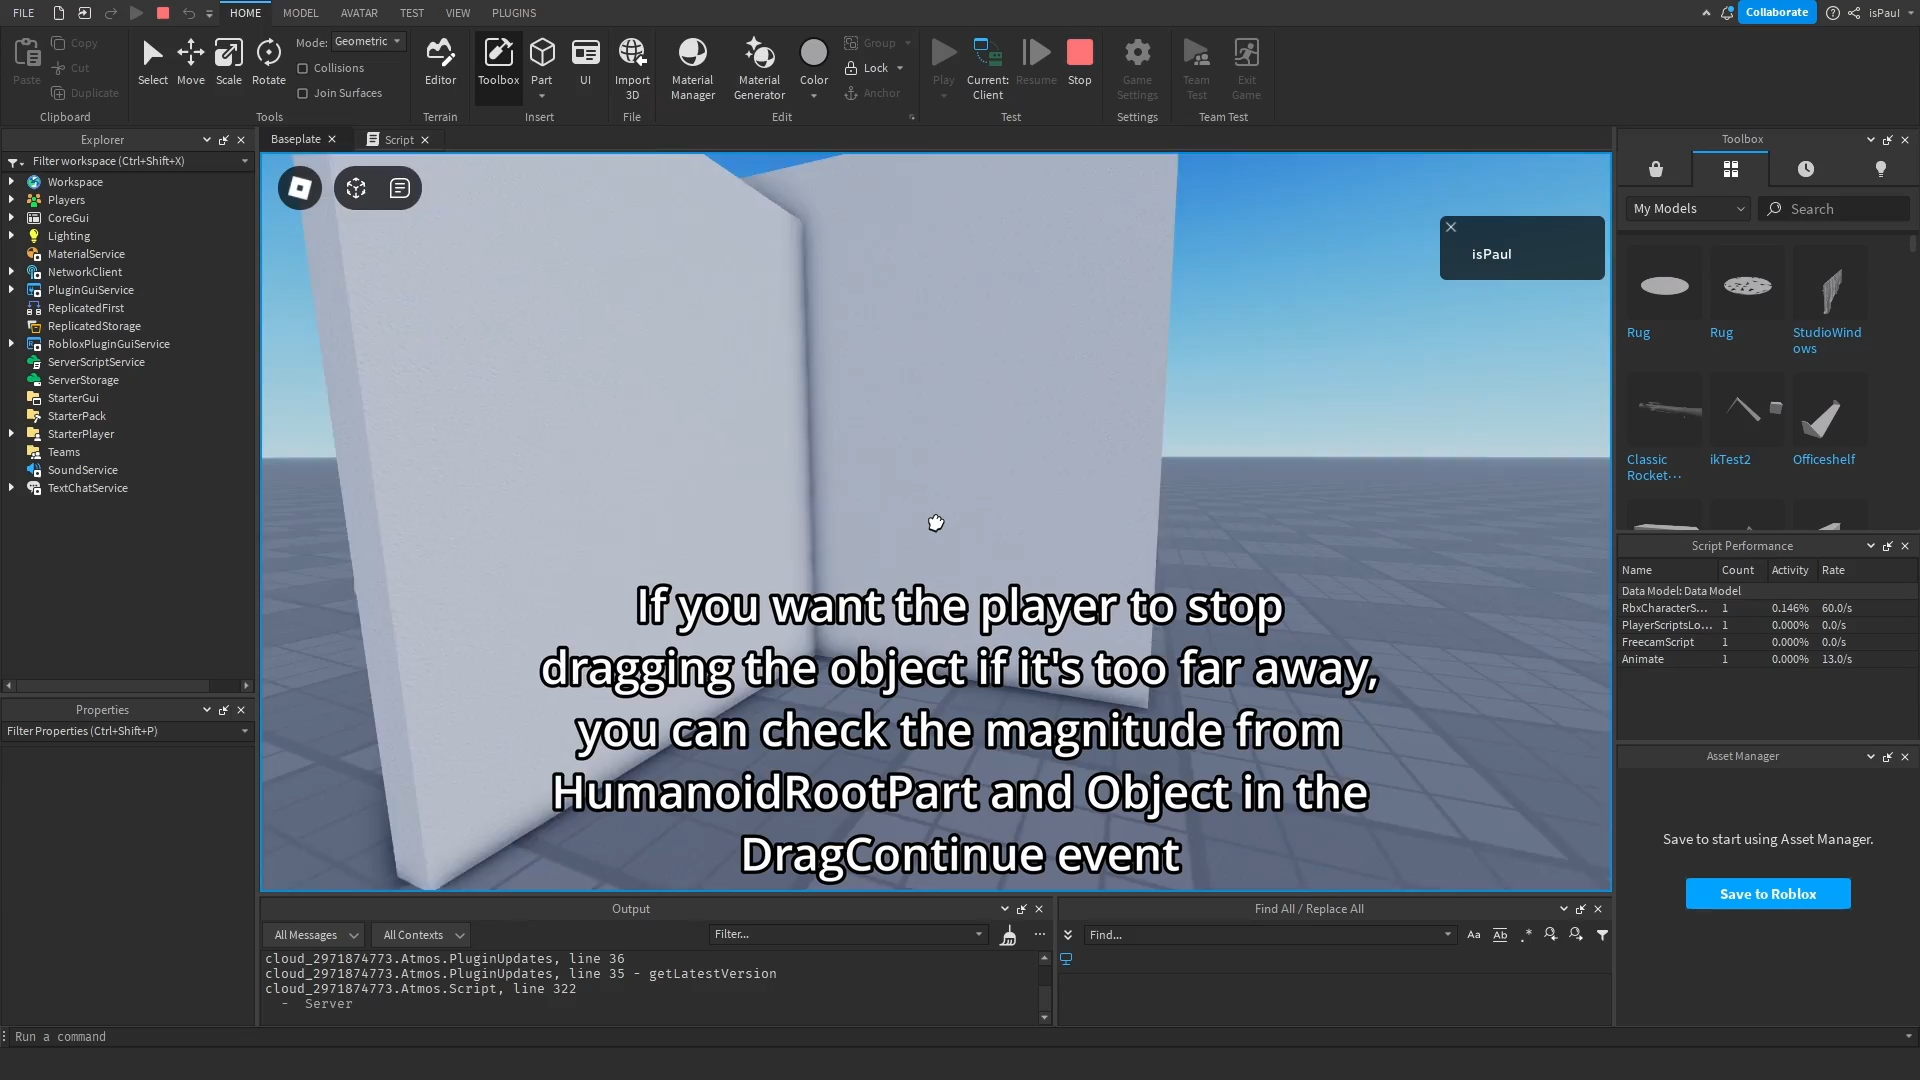 FILE HOME MODEL AVATAR TEST VIEW PLUGINS Collaborate isPaul
Paste Copy Cut Duplicate Clipboard
Select Move Scale Rotate Mode: Geometric Collisions Join Surfaces Tools
Editor Terrain
Toolbox Part UI Insert
Import 3D File
Material Manager Material Generator Color Group Lock Anchor Edit
Play Current: Client Resume Stop Test
Game Settings Settings
Team Test Exit Game Team Test
Explorer
Filter workspace (Ctrl+Shift+X)
Workspace
Players
CoreGui
Lighting
MaterialService
NetworkClient
PluginGuiService
ReplicatedFirst
ReplicatedStorage
RobloxPluginGuiService
ServerScriptService
ServerStorage
StarterGui
StarterPack
StarterPlayer
Teams
SoundService
TextChatService
Properties
Filter Properties (Ctrl+Shift+P)
Baseplate Script
isPaul
If you want the player to stop
dragging the object if it's too far away,
you can check the magnitude from
HumanoidRootPart and Object in the
DragContinue event
Output
All Messages All Contexts Filter...
cloud_2971874773.Atmos.PluginUpdates, line 36
cloud_2971874773.Atmos.PluginUpdates, line 35 - getLatestVersion
cloud_2971874773.Atmos.Script, line 322
- Server
Find All / Replace All
Find... Aa Ab .*
Toolbox
My Models Search
Rug Rug StudioWind
ows
Classic ikTest2 Officeshelf
Rocket···
Script Performance
Name Count Activity Rate
Data Model: Data Model
RbxCharacterS... 1 0.146% 60.0/s
PlayerScriptsLo... 1 0.000% 0.0/s
FreecamScript 1 0.000% 0.0/s
Animate 1 0.000% 13.0/s
Asset Manager
Save to start using Asset Manager.
Save to Roblox
Run a command